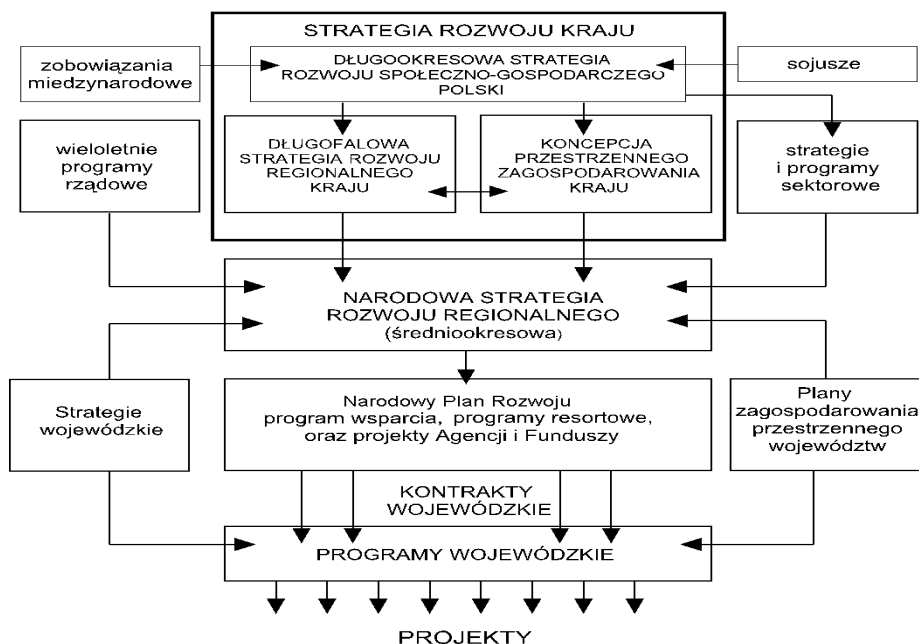 STRATEGIA ROZWOJU KRAJU
zobowiązania
miedzynarodowe
DŁUGOOKRESOWA STRATEGIA
ROZWOJU SPOŁECZNO-GOSPODARCZEGO
POLSKI
sojusze
wieloletnie
programy
rządowe
DŁUGOFALOWA
STRATEGIA ROZWOJU
REGIONALNEGO
KRAJU
KONCEPCJA
PRZESTRZENNEGO
ZAGOSPODAROWANIA
KRAJU
strategie
i programy
sektorowe
NARODOWA STRATEGIA
ROZWOJU REGIONALNEGO
(średniookresowa)
Strategie
wojewódzkie
Narodowy Plan Rozwoju
program wsparcia, programy resortowe,
oraz projekty Agencji i Funduszy
Plany
zagospodarowania
przestrzennego
województw
KONTRAKTY
WOJEWÓDZKIE
PROGRAMY WOJEWÓDZKIE
PROJEKTY